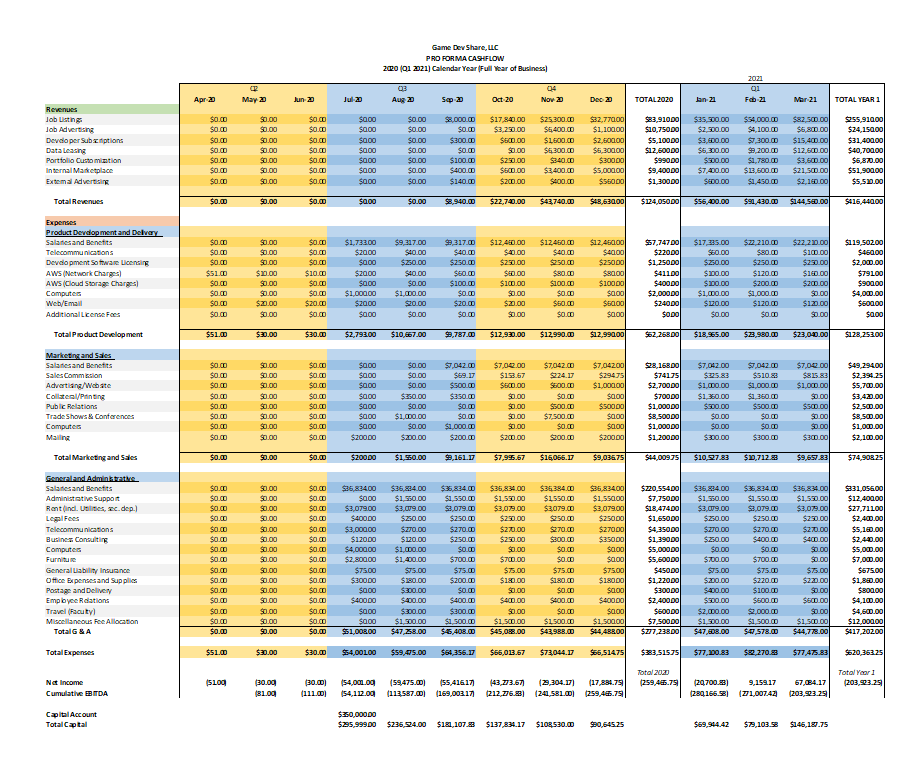 Game Dev Share, LLC
PRO FORMA CASHFLOW
2020 (Q1 2021) Calendar Year (Full Year of Business)
2021
Q2 Q3 Q4 Q1
Apr-20 May-20 Jun-20 Jul-20 Aug-20 Sep-20 Oct-20 Nov-20 Dec-20 TOTAL 2020 Jan-21 Feb-21 Mar-21 TOTAL YEAR 1
Revenues
Job Listings $0.00 $0.00 $0.00 $0.00 $0.00 $8,000.00 $17,840.00 $25,300.00 $32,770.00 $83,910.00 $35,500.00 $54,000.00 $82,500.00 $255,910.00
Job Advertising $0.00 $0.00 $0.00 $0.00 $0.00 $0.00 $3,250.00 $6,400.00 $1,100.00 $10,750.00 $2,500.00 $4,100.00 $6,800.00 $24,150.00
Developer Subscriptions $0.00 $0.00 $0.00 $0.00 $0.00 $300.00 $600.00 $1,600.00 $2,600.00 $5,100.00 $3,600.00 $7,300.00 $15,400.00 $31,400.00
Data Leasing $0.00 $0.00 $0.00 $0.00 $0.00 $0.00 $0.00 $6,300.00 $6,300.00 $12,600.00 $6,300.00 $9,200.00 $12,600.00 $40,700.00
Portfolio Customization $0.00 $0.00 $0.00 $0.00 $0.00 $100.00 $250.00 $340.00 $300.00 $990.00 $500.00 $1,780.00 $3,600.00 $6,870.00
Internal Marketplace $0.00 $0.00 $0.00 $0.00 $0.00 $400.00 $600.00 $3,400.00 $5,000.00 $9,400.00 $7,400.00 $13,600.00 $21,500.00 $51,900.00
External Advertising $0.00 $0.00 $0.00 $0.00 $0.00 $140.00 $200.00 $400.00 $560.00 $1,300.00 $600.00 $1,450.00 $2,160.00 $5,510.00
Total Revenues $0.00 $0.00 $0.00 $0.00 $0.00 $8,940.00 $22,740.00 $43,740.00 $48,630.00 $124,050.00 $56,400.00 $91,430.00 $144,560.00 $416,440.00
Expenses
Product Development and Delivery
Salaries and Benefits $0.00 $0.00 $0.00 $1,733.00 $9,317.00 $9,317.00 $12,460.00 $12,460.00 $12,460.00 $57,747.00 $17,335.00 $22,210.00 $22,210.00 $119,502.00
Telecommunications $0.00 $0.00 $0.00 $20.00 $40.00 $40.00 $40.00 $40.00 $40.00 $220.00 $60.00 $80.00 $100.00 $460.00
Development Software Licensing $0.00 $0.00 $0.00 $0.00 $250.00 $250.00 $250.00 $250.00 $250.00 $1,250.00 $250.00 $250.00 $250.00 $2,000.00
AWS (Network Charges) $51.00 $10.00 $10.00 $20.00 $40.00 $60.00 $60.00 $80.00 $80.00 $411.00 $100.00 $120.00 $160.00 $791.00
AWS (Cloud Storage Charges) $0.00 $0.00 $0.00 $0.00 $0.00 $100.00 $100.00 $100.00 $100.00 $400.00 $100.00 $200.00 $200.00 $900.00
Computers $0.00 $0.00 $0.00 $1,000.00 $1,000.00 $0.00 $0.00 $0.00 $0.00 $2,000.00 $1,000.00 $1,000.00 $0.00 $4,000.00
Web/Email $0.00 $20.00 $20.00 $20.00 $20.00 $20.00 $20.00 $60.00 $60.00 $240.00 $120.00 $120.00 $120.00 $600.00
Additional License Fees $0.00 $0.00 $0.00 $0.00 $0.00 $0.00 $0.00 $0.00 $0.00 $0.00 $0.00 $0.00 $0.00 $0.00
Total Product Development $51.00 $30.00 $30.00 $2,793.00 $10,667.00 $9,787.00 $12,930.00 $12,990.00 $12,990.00 $62,268.00 $18,965.00 $23,980.00 $23,040.00 $128,253.00
Marketing and Sales
Salaries and Benefits $0.00 $0.00 $0.00 $0.00 $0.00 $7,042.00 $7,042.00 $7,042.00 $7,042.00 $28,168.00 $7,042.00 $7,042.00 $7,042.00 $49,294.00
Sales Commission $0.00 $0.00 $0.00 $0.00 $0.00 $69.17 $153.67 $224.17 $294.75 $741.75 $325.83 $510.83 $815.83 $2,394.25
Advertising/Website $0.00 $0.00 $0.00 $0.00 $0.00 $500.00 $600.00 $600.00 $1,000.00 $2,700.00 $1,000.00 $1,000.00 $1,000.00 $5,700.00
Collateral/Printing $0.00 $0.00 $0.00 $0.00 $350.00 $350.00 $0.00 $0.00 $0.00 $700.00 $1,360.00 $1,360.00 $0.00 $3,420.00
Public Relations $0.00 $0.00 $0.00 $0.00 $0.00 $0.00 $0.00 $500.00 $500.00 $1,000.00 $500.00 $500.00 $500.00 $2,500.00
Trade Shows & Conferences $0.00 $0.00 $0.00 $0.00 $1,000.00 $0.00 $0.00 $7,500.00 $0.00 $8,500.00 $0.00 $0.00 $0.00 $8,500.00
Computers $0.00 $0.00 $0.00 $0.00 $0.00 $1,000.00 $0.00 $0.00 $0.00 $1,000.00 $0.00 $0.00 $0.00 $1,000.00
Mailing $0.00 $0.00 $0.00 $200.00 $200.00 $200.00 $200.00 $200.00 $200.00 $1,200.00 $300.00 $300.00 $300.00 $2,100.00
Total Marketing and Sales $0.00 $0.00 $0.00 $200.00 $1,550.00 $9,161.17 $7,995.67 $16,066.17 $9,036.75 $44,009.75 $10,527.83 $10,712.83 $9,657.83 $74,908.25
General and Administrative
Salaries and Benefits $0.00 $0.00 $0.00 $36,834.00 $36,834.00 $36,834.00 $36,834.00 $36,384.00 $36,834.00 $220,554.00 $36,834.00 $36,834.00 $36,834.00 $331,056.00
Administrative Support $0.00 $0.00 $0.00 $0.00 $1,550.00 $1,550.00 $1,550.00 $1,550.00 $1,550.00 $7,750.00 $1,550.00 $1,550.00 $1,550.00 $12,400.00
Rent (incl. Utilities, sec. dep.) $0.00 $0.00 $0.00 $3,079.00 $3,079.00 $3,079.00 $3,079.00 $3,079.00 $3,079.00 $18,474.00 $3,079.00 $3,079.00 $3,079.00 $27,711.00
Legal Fees $0.00 $0.00 $0.00 $400.00 $250.00 $250.00 $250.00 $250.00 $250.00 $1,650.00 $250.00 $250.00 $250.00 $2,400.00
Telecommunications $0.00 $0.00 $0.00 $3,000.00 $270.00 $270.00 $270.00 $270.00 $270.00 $4,350.00 $270.00 $270.00 $270.00 $5,160.00
Business Consulting $0.00 $0.00 $0.00 $120.00 $120.00 $250.00 $250.00 $300.00 $350.00 $1,390.00 $250.00 $400.00 $400.00 $2,440.00
Computers $0.00 $0.00 $0.00 $4,000.00 $1,000.00 $0.00 $0.00 $0.00 $0.00 $5,000.00 $0.00 $0.00 $0.00 $5,000.00
Furniture $0.00 $0.00 $0.00 $2,800.00 $1,400.00 $700.00 $700.00 $0.00 $0.00 $5,600.00 $700.00 $700.00 $0.00 $7,000.00
General Liability Insurance $0.00 $0.00 $0.00 $75.00 $75.00 $75.00 $75.00 $75.00 $75.00 $450.00 $75.00 $75.00 $75.00 $675.00
Office Expenses and Supplies $0.00 $0.00 $0.00 $300.00 $180.00 $200.00 $180.00 $180.00 $180.00 $1,220.00 $200.00 $220.00 $220.00 $1,860.00
Postage and Delivery $0.00 $0.00 $0.00 $0.00 $300.00 $0.00 $0.00 $0.00 $0.00 $300.00 $400.00 $100.00 $0.00 $800.00
Employee Relations $0.00 $0.00 $0.00 $400.00 $400.00 $400.00 $400.00 $400.00 $400.00 $2,400.00 $500.00 $600.00 $600.00 $4,100.00
Travel (Faculty) $0.00 $0.00 $0.00 $0.00 $300.00 $300.00 $0.00 $0.00 $0.00 $600.00 $2,000.00 $2,000.00 $0.00 $4,600.00
Miscellaneous Fee Allocation $0.00 $0.00 $0.00 $0.00 $1,500.00 $1,500.00 $1,500.00 $1,500.00 $1,500.00 $7,500.00 $1,500.00 $1,500.00 $1,500.00 $12,000.00
Total G & A $0.00 $0.00 $0.00 $51,008.00 $47,258.00 $45,408.00 $45,088.00 $43,988.00 $44,488.00 $277,238.00 $47,608.00 $47,578.00 $44,778.00 $417,202.00
Total Expenses $51.00 $30.00 $30.00 $54,001.00 $59,475.00 $64,356.17 $66,013.67 $73,044.17 $66,514.75 $383,515.75 $77,100.83 $82,270.83 $77,475.83 $620,363.25
Total 2020 Total Year 1
Net Income (51.00) (30.00) (30.00) (54,001.00) (59,475.00) (55,416.17) (43,273.67) (29,304.17) (17,884.75) (259,465.75) (20,700.83) 9,159.17 67,084.17 (203,923.25)
Cumulative EBITDA (81.00) (111.00) (54,112.00) (113,587.00) (169,003.17) (212,276.83) (241,581.00) (259,465.75) (280,166.58) (271,007.42) (203,923.25)
Capital Account $350,000.00
Total Capital $295,999.00 $236,524.00 $181,107.83 $137,834.17 $108,530.00 $90,645.25 $69,944.42 $79,103.58 $146,187.75